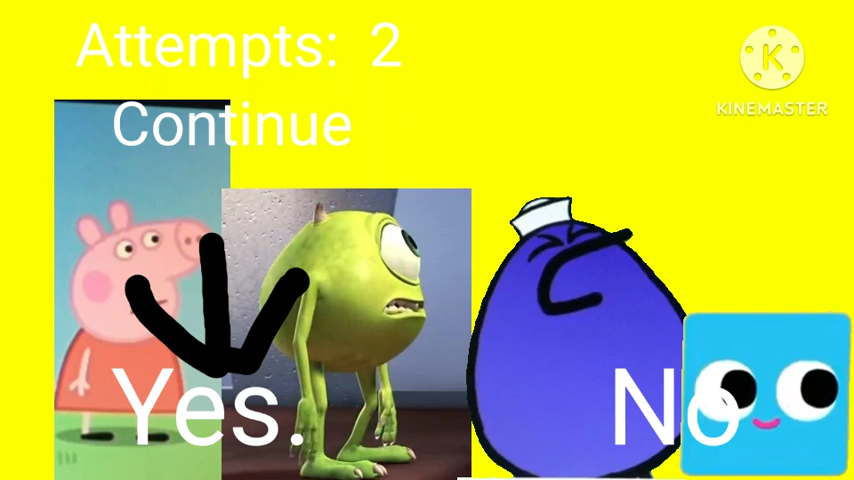 Attempts: 2
KINEMASTER
Continue
Yes.
No